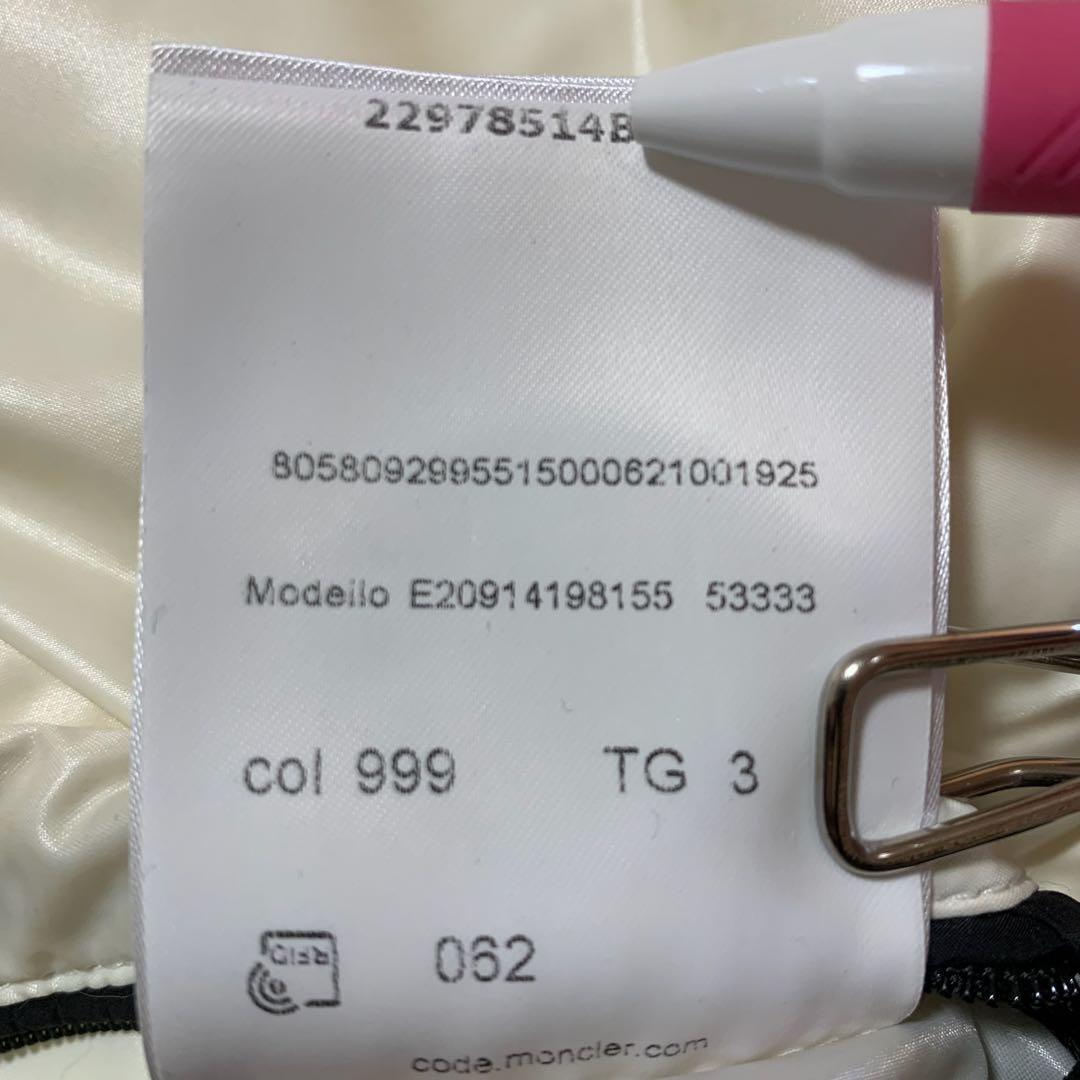 22978514B
8058092995515000621001925
Modello E20914198155 53333
col 999 TG 3
RFID 062
code.moncler.com